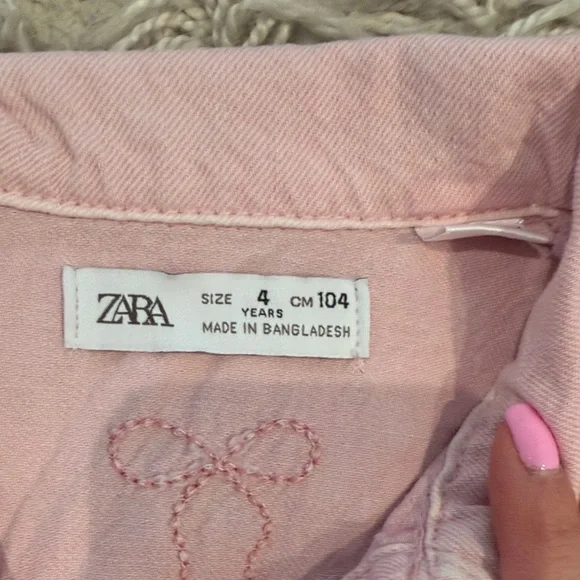 ZARA
SIZE 4 CM 104
YEARS
MADE IN BANGLADESH